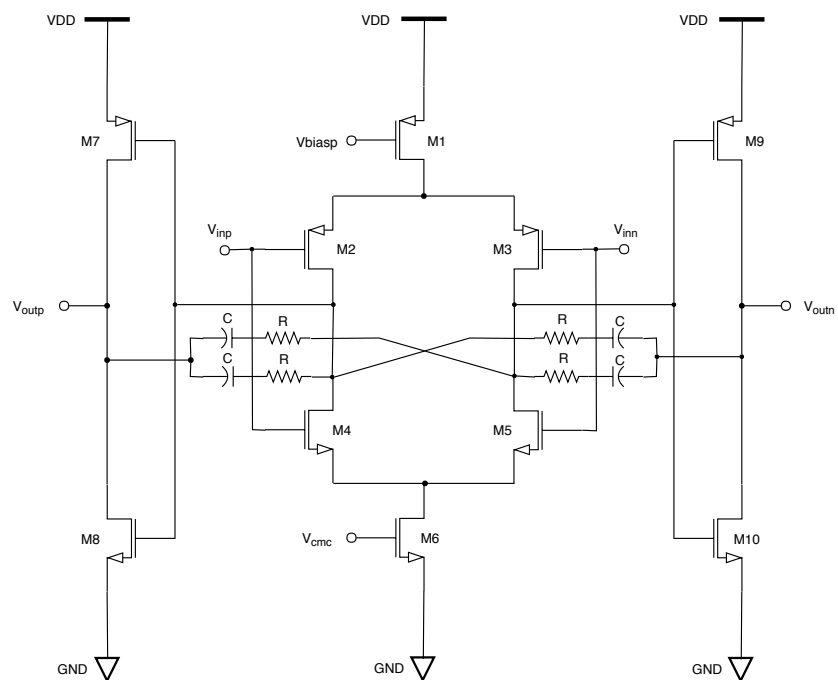 VDD
VDD
VDD
M7
Vbiasp
M1
M9
Vinp
M2
M3
Vinn
Voutp
C
R
R
C
Voutn
C
R
R
C
M4
M5
M8
Vcmc
M6
M10
GND
GND
GND